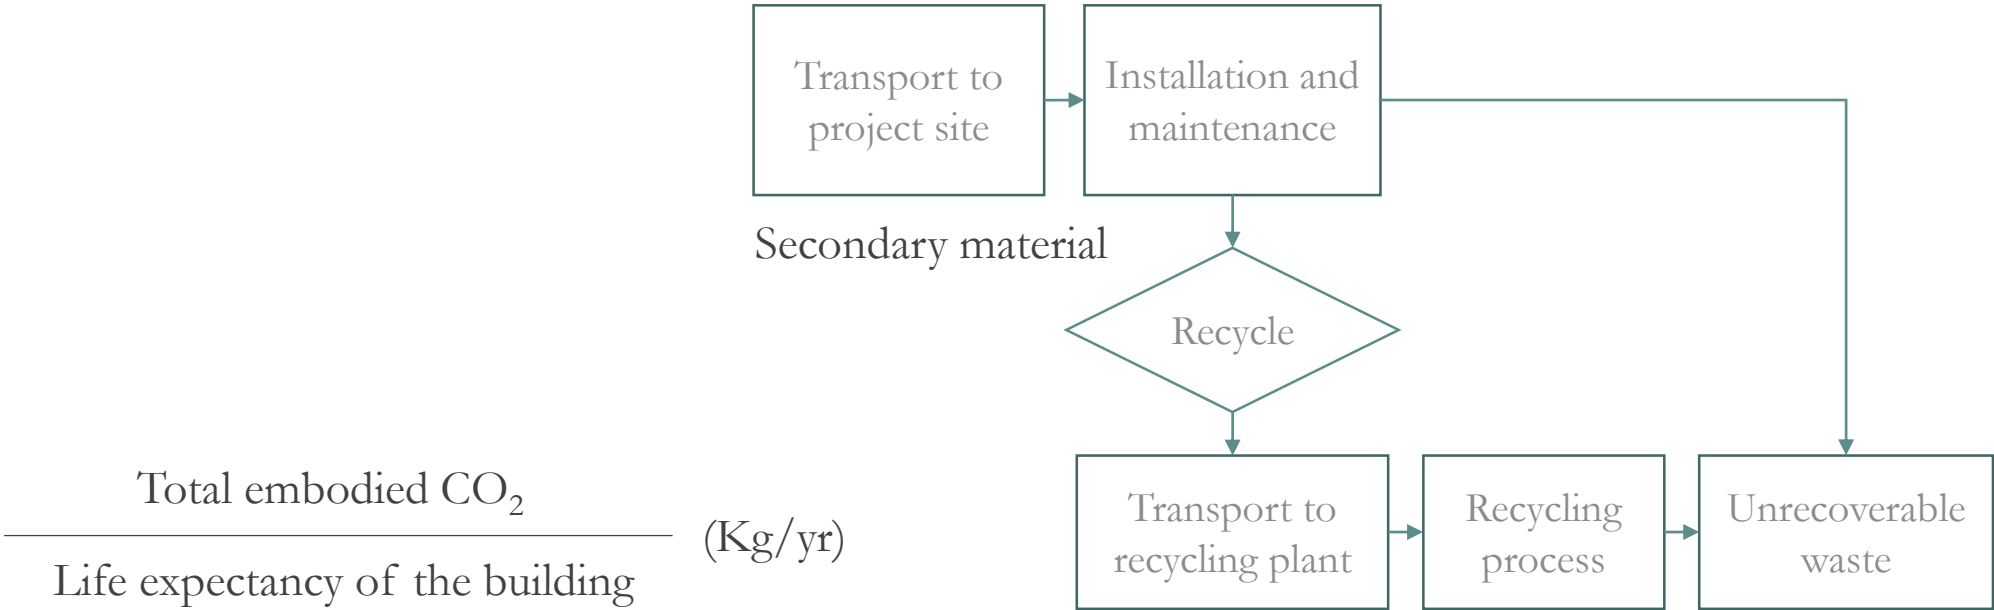 Transport to
project site
Installation and
maintenance
Secondary material
Recycle
Total embodied CO₂
Life expectancy of the building
(Kg/yr)
Transport to
recycling plant
Recycling
process
Unrecoverable
waste